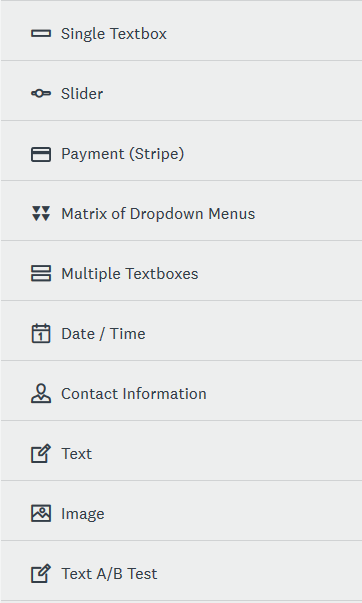 Single Textbox
Slider
Payment (Stripe)
Matrix of Dropdown Menus
Multiple Textboxes
1
Date / Time
Contact Information
Text
Image
Text A/B Test